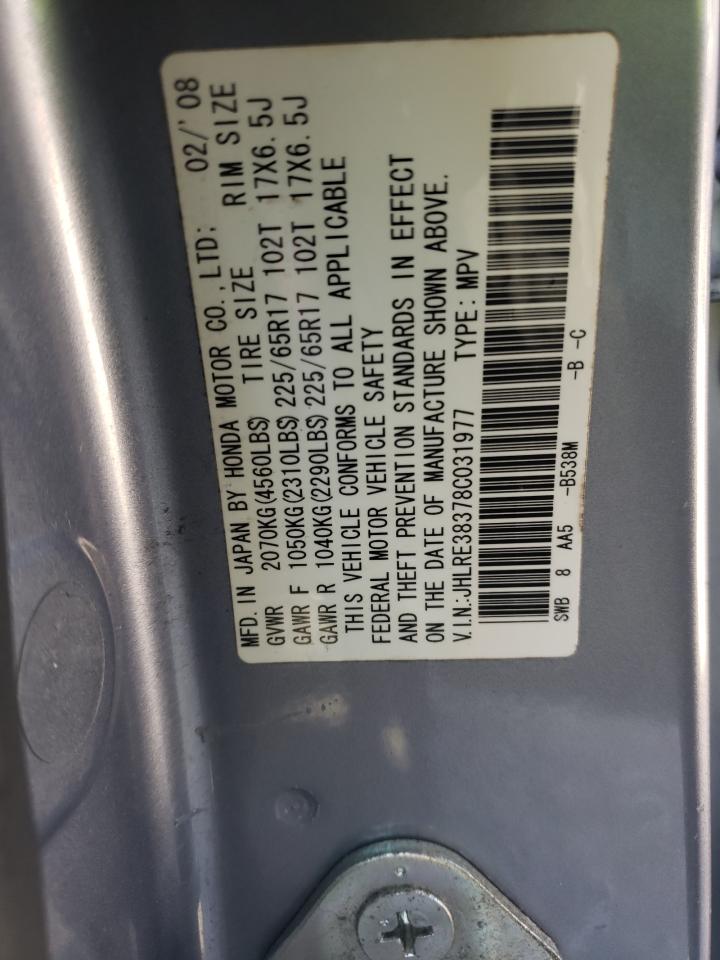 MFD. IN JAPAN BY HONDA MOTOR CO., LTD: 02/'08
GVWR 2070KG(4560LBS) TIRE SIZE RIM SIZE
GAWR F 1050KG(2310LBS) 225/65R17 102T 17X6.5J
GAWR R 1040KG(2290LBS) 225/65R17 102T 17X6.5J
THIS VEHICLE CONFORMS TO ALL APPLICABLE
FEDERAL MOTOR VEHICLE SAFETY
AND THEFT PREVENTION STANDARDS IN EFFECT
ON THE DATE OF MANUFACTURE SHOWN ABOVE.
V.I.N.:JHLRE38378C031977 TYPE: MPV
SWB 8 AA5 -B538M -B -C